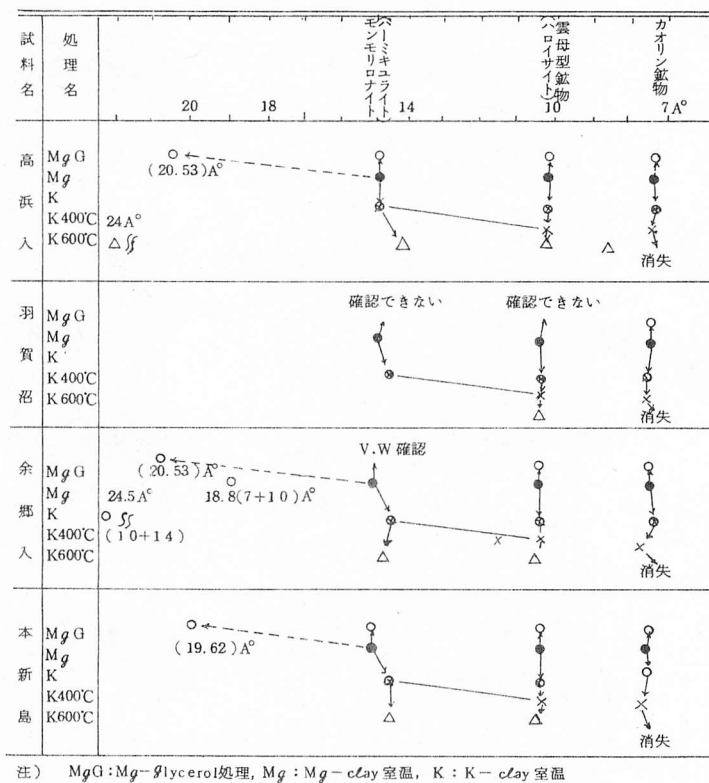 試料名
処理名
モンモリロナイト
(バーミキユライト)
雲母型鉱物
(ハロイサイト)
カオリン鉱物
20 18 14 10 7A°
高浜入
MgG
Mg
K
K400℃
K600℃
(20.53)A°
24A°
消失
羽賀沼
MgG
Mg
K
K400℃
K600℃
確認できない
確認できない
消失
余郷入
MgG
Mg
K
K400℃
K600℃
V.W 確認
(20.53)A°
18.8(7+10)A°
24.5A°
(10+14)
消失
本新島
MgG
Mg
K
K400℃
K600℃
(19.62)A°
消失
注) MgG:Mg-glycerol処理, Mg:Mg-clay室温, K:K-clay室温